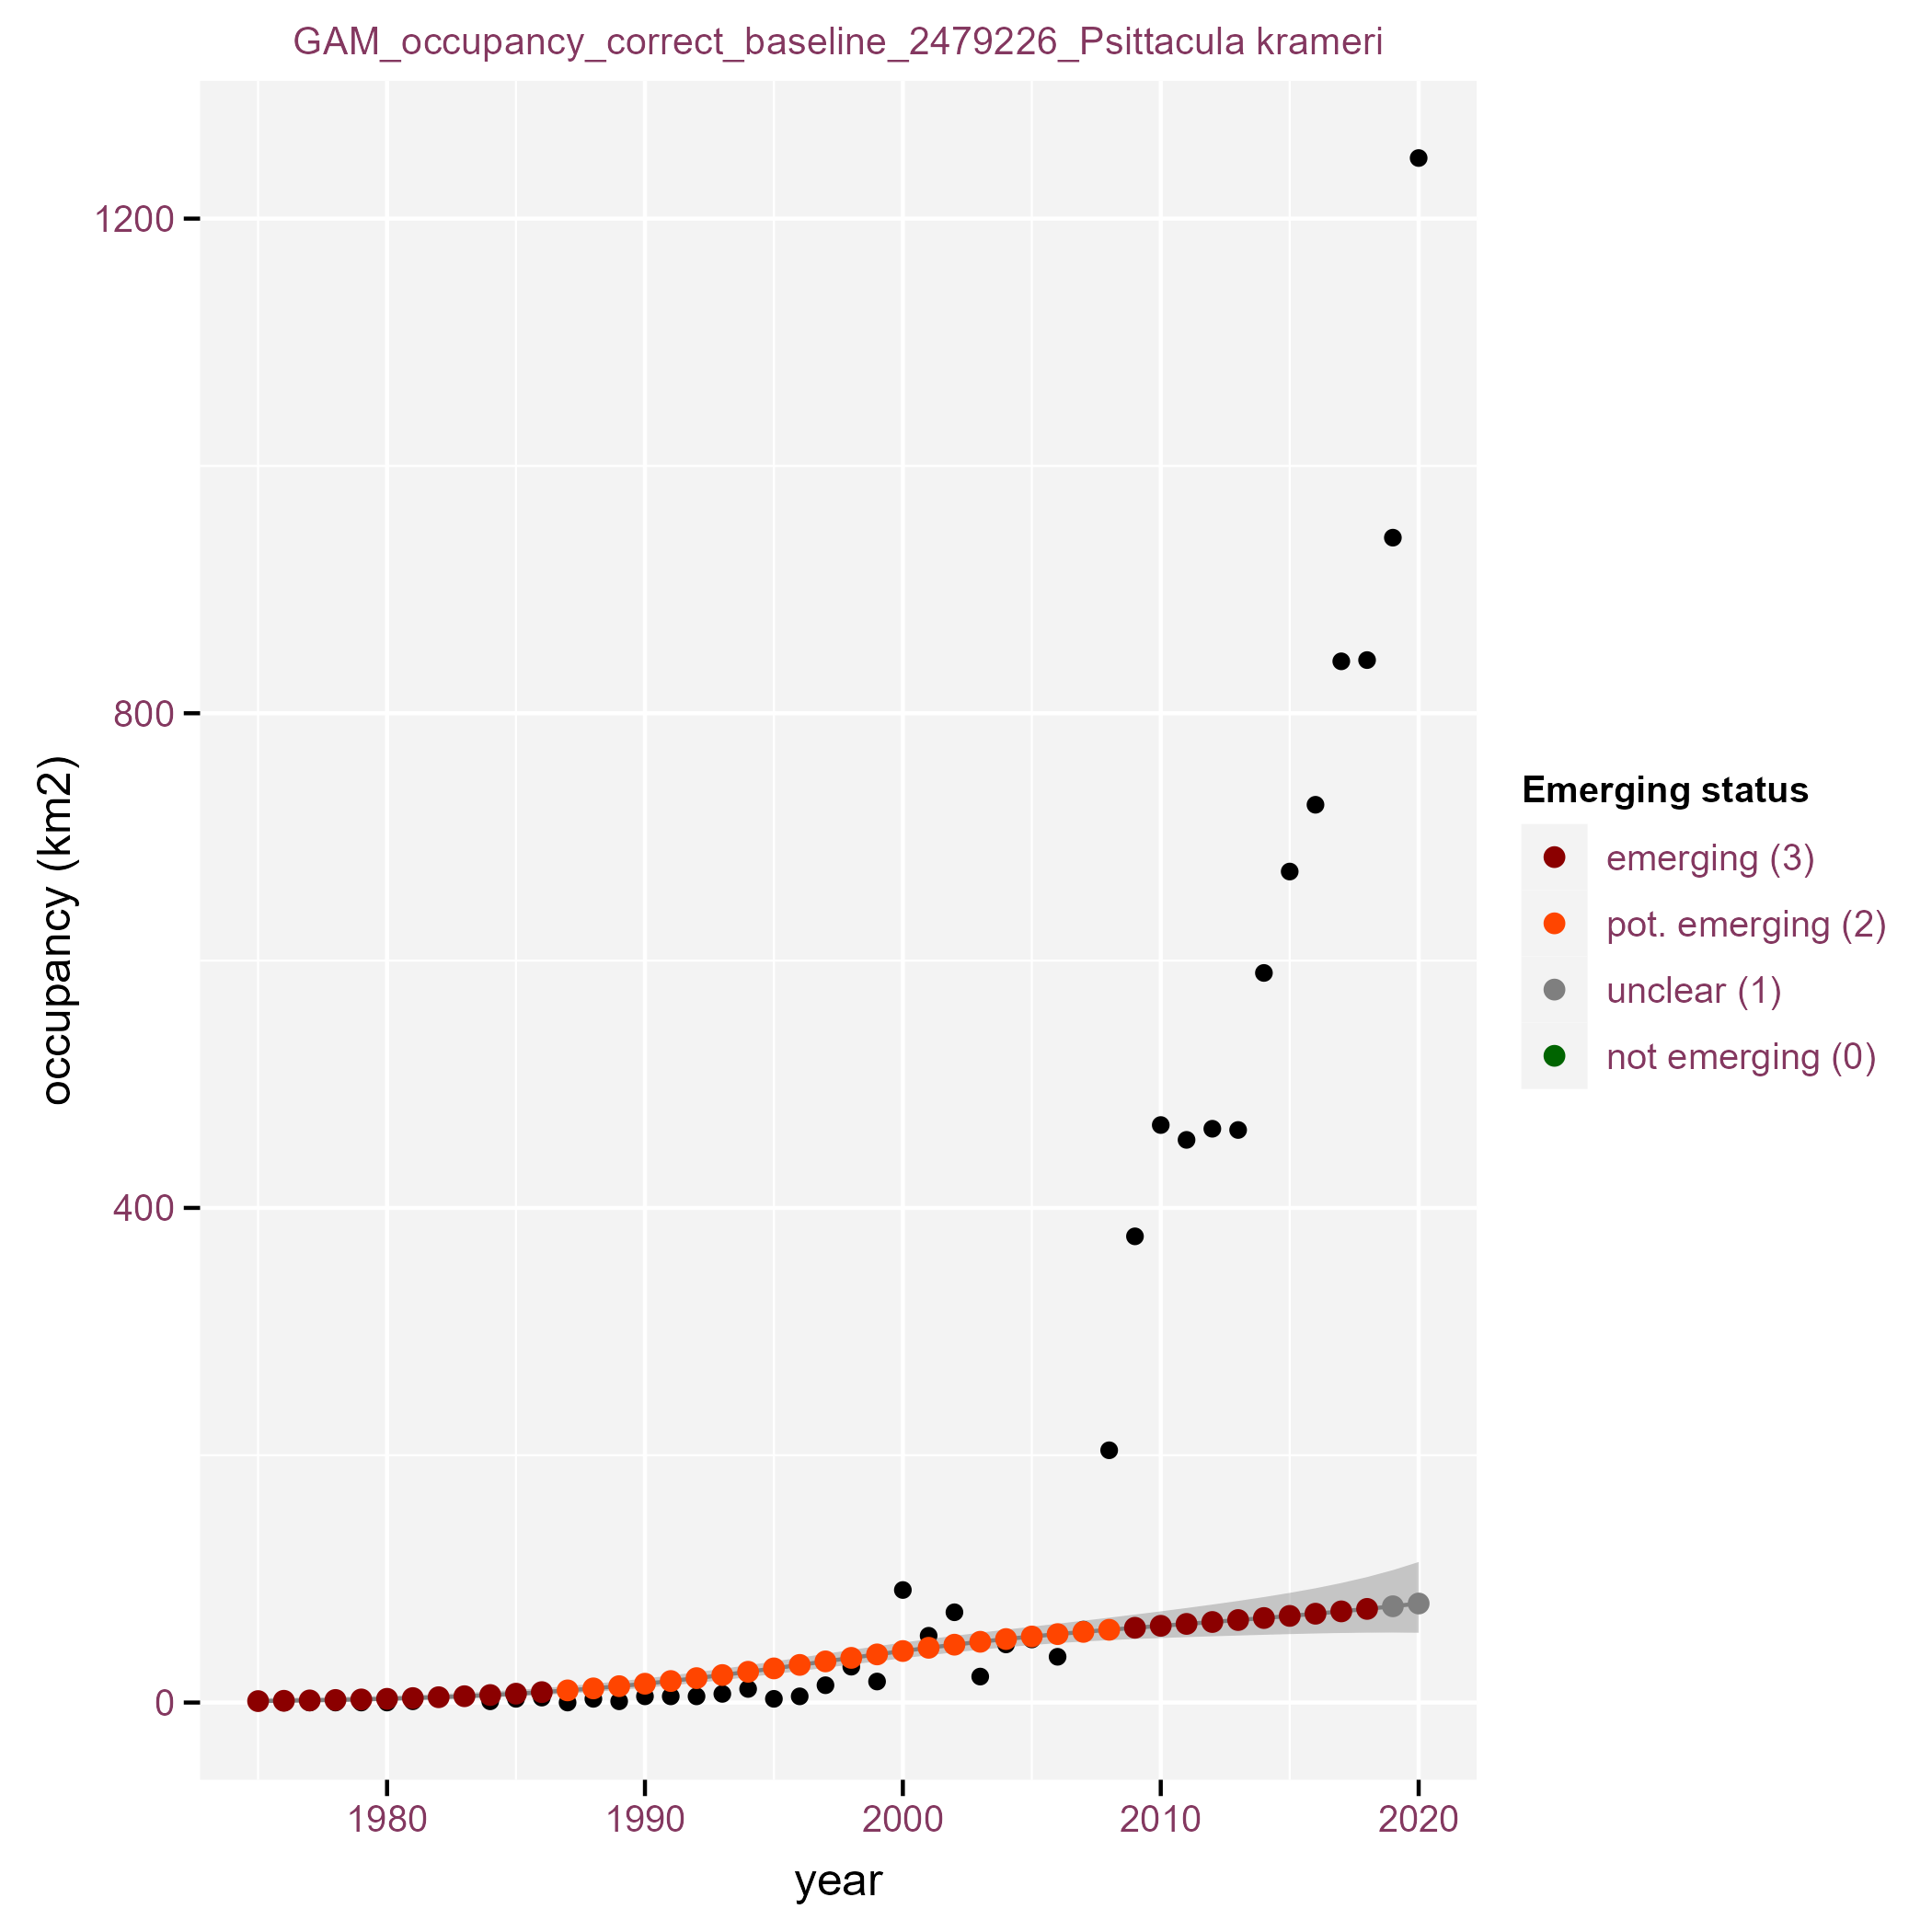 GAM_occupancy_correct_baseline_2479226_Psittacula krameri
1200
800
400
0
occupancy (km2)
1980
1990
2000
2010
2020
year
Emerging status
emerging (3)
pot. emerging (2)
unclear (1)
not emerging (0)